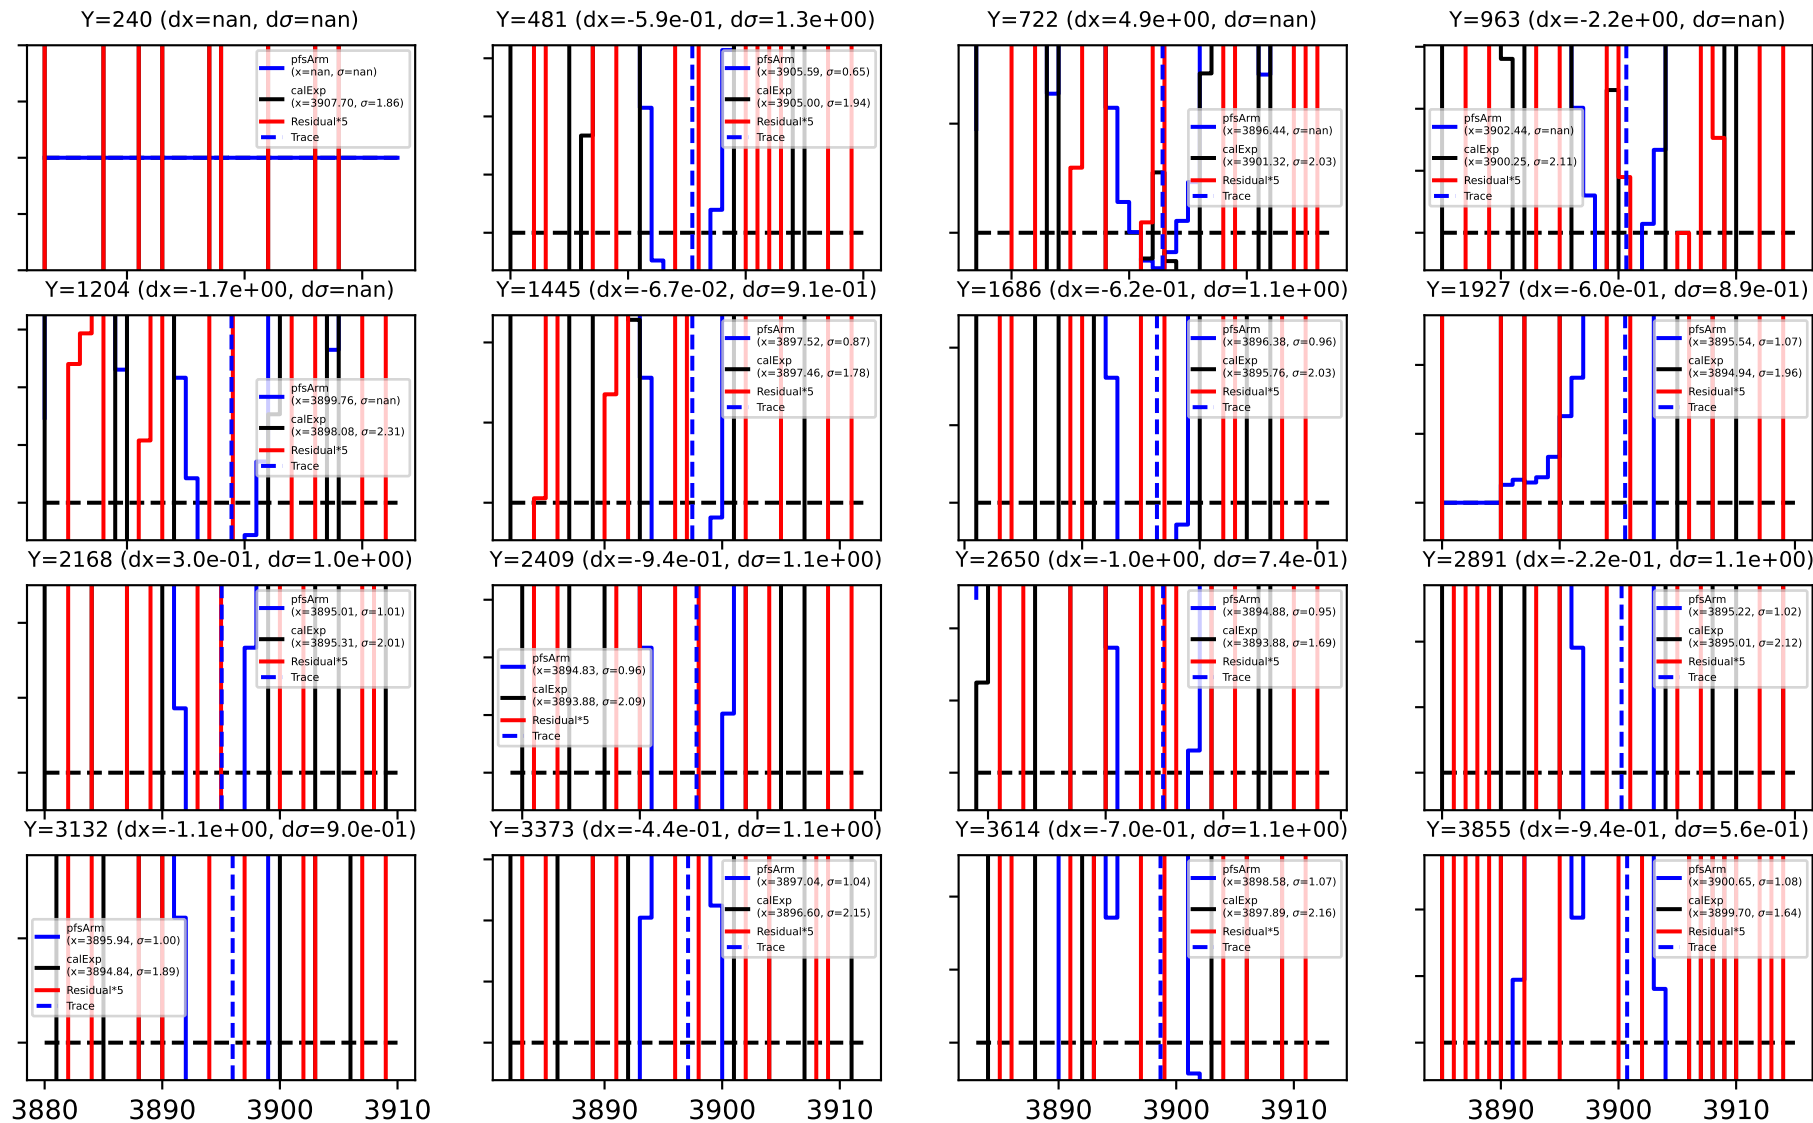 Y=240 (dx=nan, dσ=nan)
pfsArm
(x=nan, σ=nan)
calExp
(x=3907.70, σ=1.86)
Residual*5
Trace
Y=481 (dx=-5.9e-01, dσ=1.3e+00)
pfsArm
(x=3905.59, σ=0.65)
calExp
(x=3905.00, σ=1.94)
Residual*5
Trace
Y=722 (dx=4.9e+00, dσ=nan)
pfsArm
(x=3896.44, σ=nan)
calExp
(x=3901.32, σ=2.03)
Residual*5
Trace
Y=963 (dx=-2.2e+00, dσ=nan)
pfsArm
(x=3902.44, σ=nan)
calExp
(x=3900.25, σ=2.11)
Residual*5
Trace
Y=1204 (dx=-1.7e+00, dσ=nan)
pfsArm
(x=3899.76, σ=nan)
calExp
(x=3898.08, σ=2.31)
Residual*5
Trace
Y=1445 (dx=-6.7e-02, dσ=9.1e-01)
pfsArm
(x=3897.52, σ=0.87)
calExp
(x=3897.46, σ=1.78)
Residual*5
Trace
Y=1686 (dx=-6.2e-01, dσ=1.1e+00)
pfsArm
(x=3896.38, σ=0.96)
calExp
(x=3895.76, σ=2.03)
Residual*5
Trace
Y=1927 (dx=-6.0e-01, dσ=8.9e-01)
pfsArm
(x=3895.54, σ=1.07)
calExp
(x=3894.94, σ=1.96)
Residual*5
Trace
Y=2168 (dx=3.0e-01, dσ=1.0e+00)
pfsArm
(x=3895.01, σ=1.01)
calExp
(x=3895.31, σ=2.01)
Residual*5
Trace
Y=2409 (dx=-9.4e-01, dσ=1.1e+00)
pfsArm
(x=3894.83, σ=0.96)
calExp
(x=3893.88, σ=2.09)
Residual*5
Trace
Y=2650 (dx=-1.0e+00, dσ=7.4e-01)
pfsArm
(x=3894.88, σ=0.95)
calExp
(x=3893.88, σ=1.69)
Residual*5
Trace
Y=2891 (dx=-2.2e-01, dσ=1.1e+00)
pfsArm
(x=3895.22, σ=1.02)
calExp
(x=3895.01, σ=2.12)
Residual*5
Trace
Y=3132 (dx=-1.1e+00, dσ=9.0e-01)
pfsArm
(x=3895.94, σ=1.00)
calExp
(x=3894.84, σ=1.89)
Residual*5
Trace
Y=3373 (dx=-4.4e-01, dσ=1.1e+00)
pfsArm
(x=3897.04, σ=1.04)
calExp
(x=3896.60, σ=2.15)
Residual*5
Trace
Y=3614 (dx=-7.0e-01, dσ=1.1e+00)
pfsArm
(x=3898.58, σ=1.07)
calExp
(x=3897.89, σ=2.16)
Residual*5
Trace
Y=3855 (dx=-9.4e-01, dσ=5.6e-01)
pfsArm
(x=3900.65, σ=1.08)
calExp
(x=3899.70, σ=1.64)
Residual*5
Trace
3880 3890 3900 3910
3890 3900 3910
3890 3900 3910
3890 3900 3910